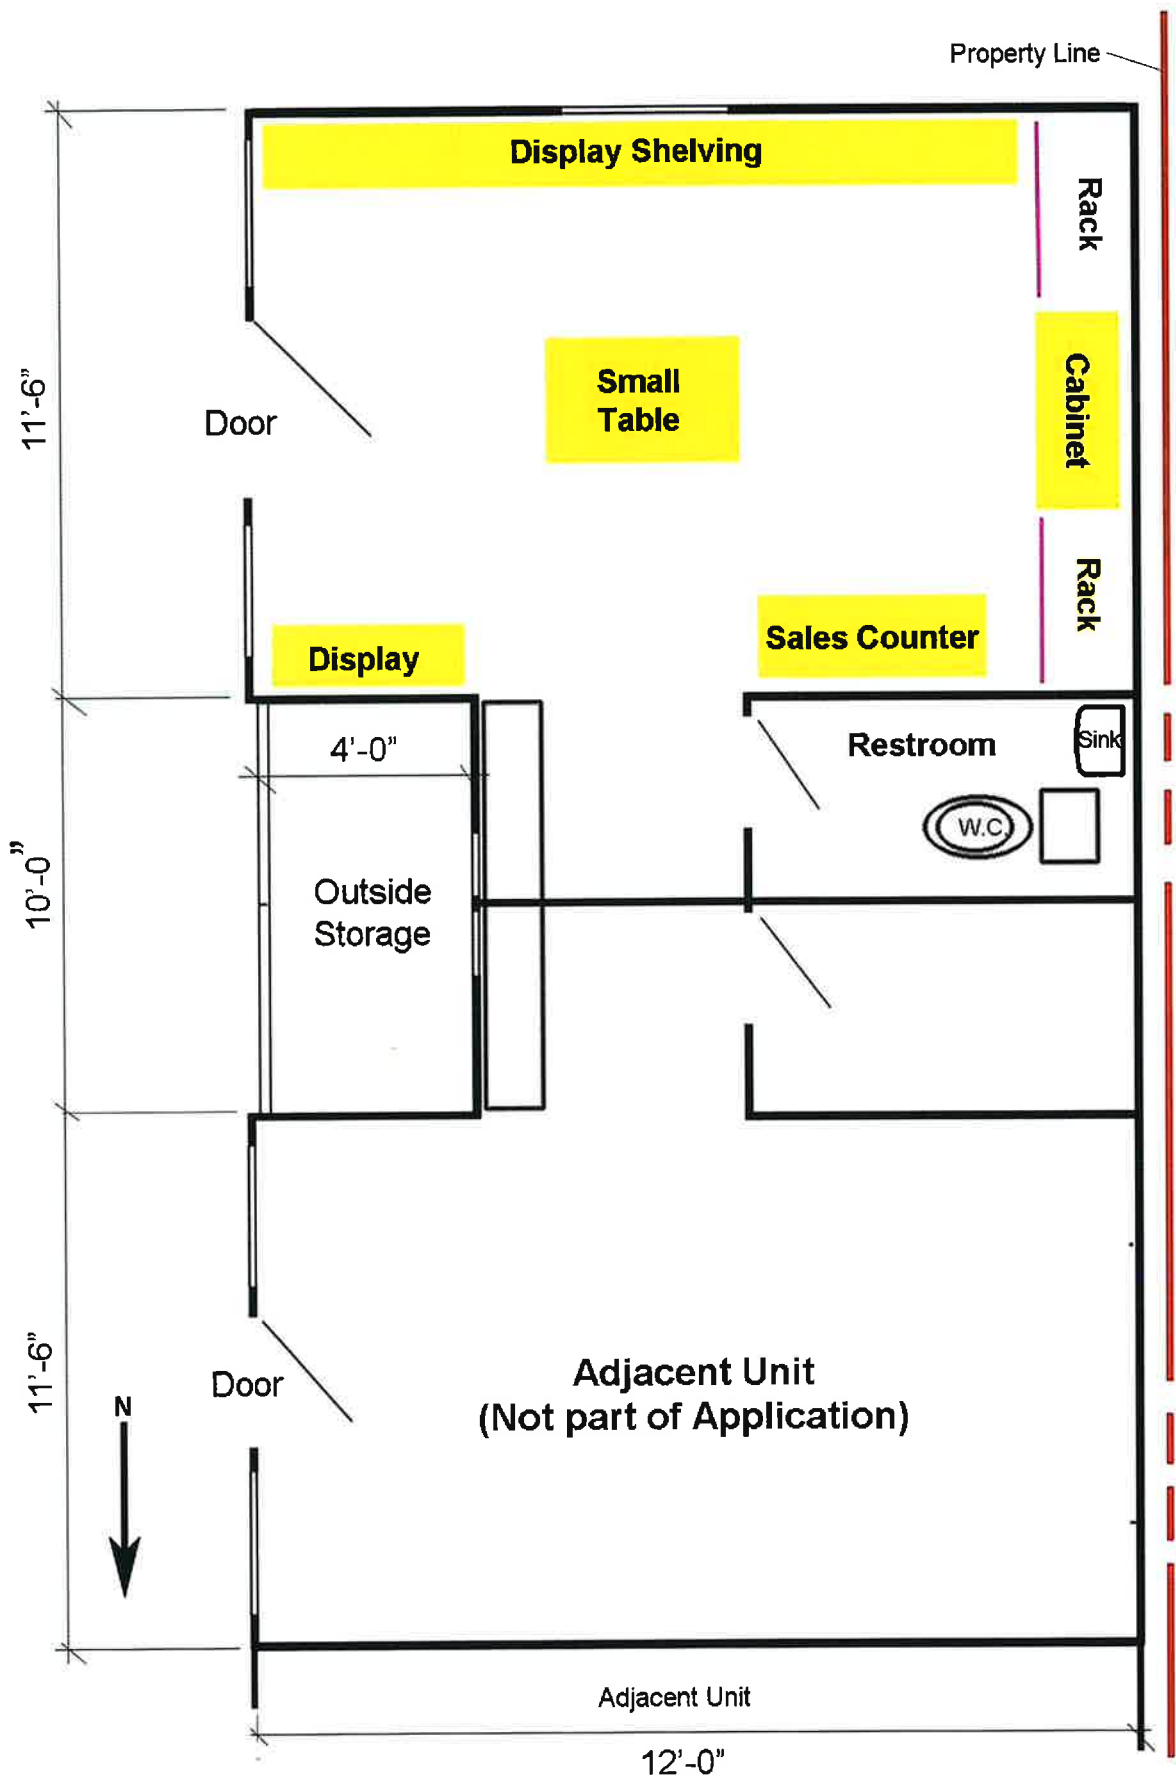 Property Line
Display Shelving
Rack
11'-6"
Door
Small
Table
Cabinet
Rack
Sales Counter
Display
4'-0"
Restroom
Sink
W.C.
10'-0"
Outside
Storage
11'-6"
Door
N
Adjacent Unit
(Not part of Application)
Adjacent Unit
12'-0"